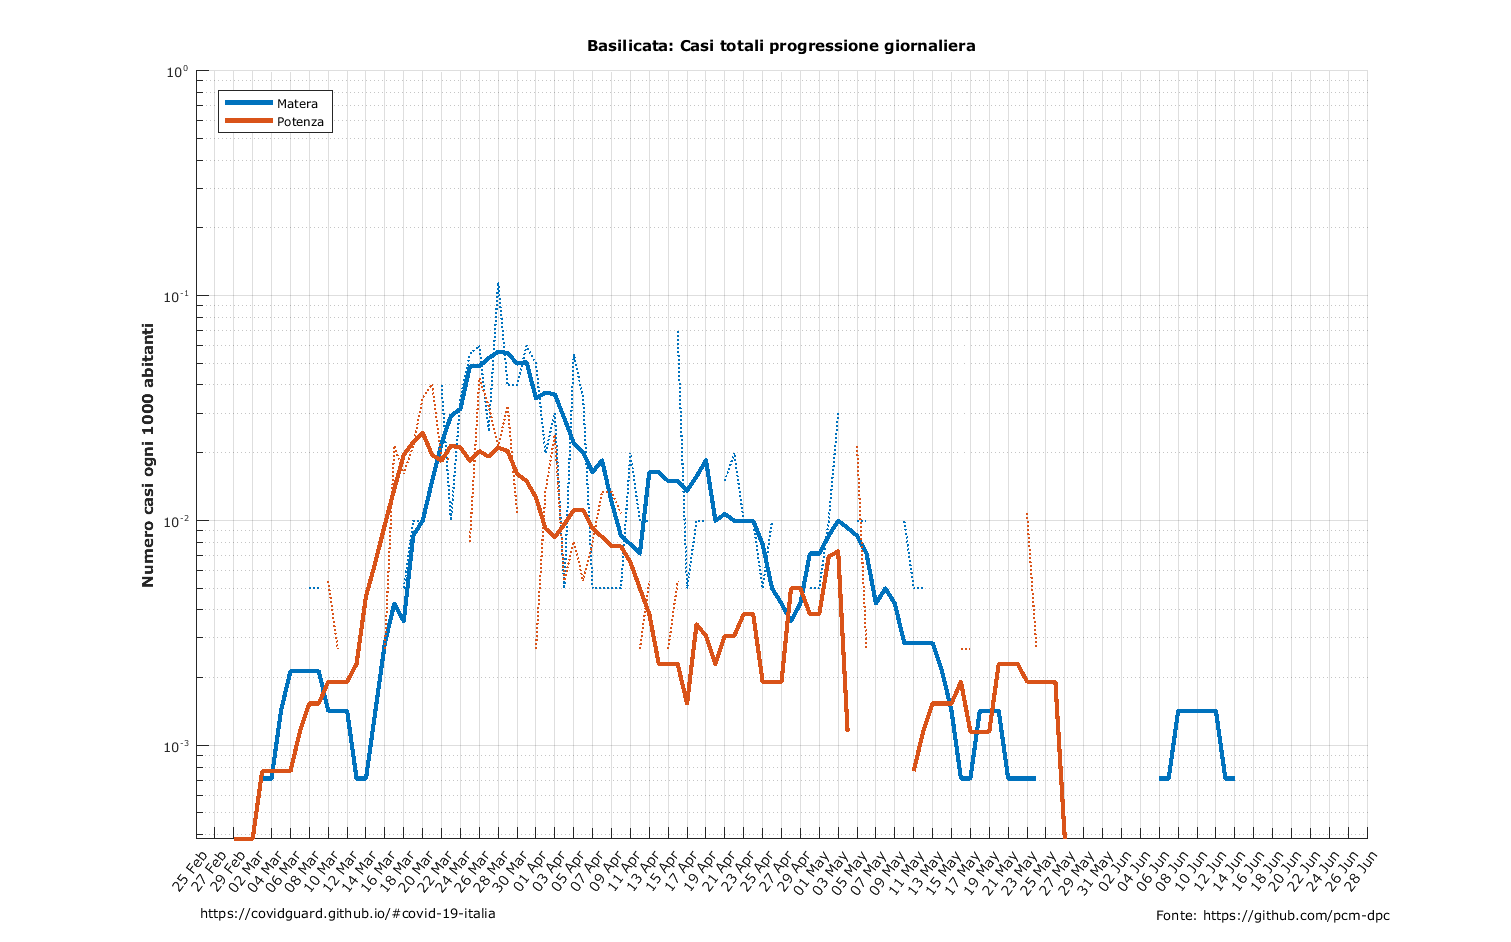 Basilicata: Casi totali progressione giornaliera
10⁰
10⁻¹
10⁻²
10⁻³
Numero casi ogni 1000 abitanti
Matera
Potenza
25 Feb
27 Feb
29 Feb
02 Mar
04 Mar
06 Mar
08 Mar
10 Mar
12 Mar
14 Mar
16 Mar
18 Mar
20 Mar
22 Mar
24 Mar
26 Mar
28 Mar
30 Mar
01 Apr
03 Apr
05 Apr
07 Apr
09 Apr
11 Apr
13 Apr
15 Apr
17 Apr
19 Apr
21 Apr
23 Apr
25 Apr
27 Apr
29 Apr
01 May
03 May
05 May
07 May
09 May
11 May
13 May
15 May
17 May
19 May
21 May
23 May
25 May
27 May
29 May
31 May
02 Jun
04 Jun
06 Jun
08 Jun
10 Jun
12 Jun
14 Jun
16 Jun
18 Jun
20 Jun
22 Jun
24 Jun
26 Jun
28 Jun
https://covidguard.github.io/#covid-19-italia
Fonte: https://github.com/pcm-dpc